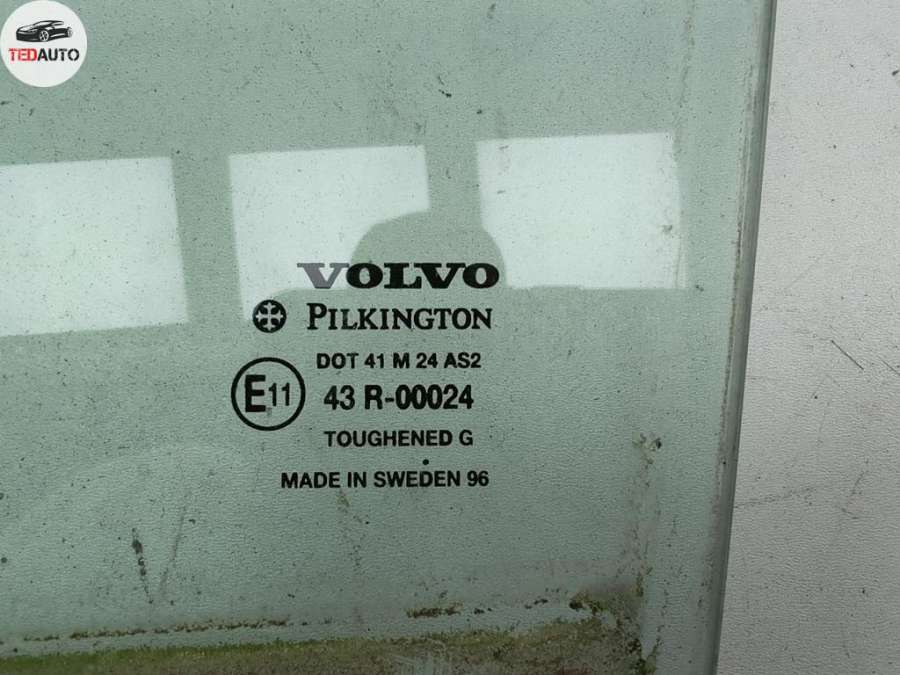 TEDAUTO
VOLVO
PILKINGTON
DOT 41 M 24 AS2
E11 43 R-00024
TOUGHENED G
MADE IN SWEDEN 96